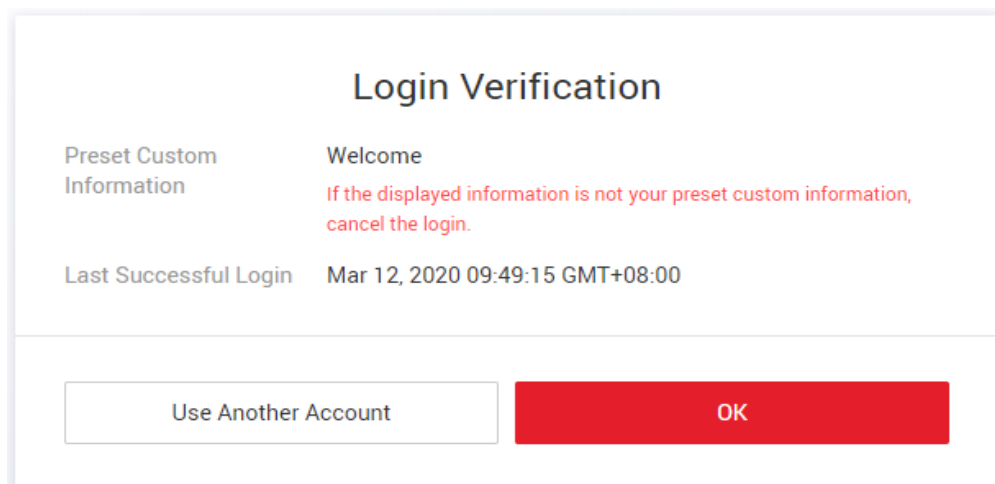 Login Verification
Preset Custom
Information
Welcome
If the displayed information is not your preset custom information,
cancel the login.
Last Successful Login
Mar 12, 2020 09:49:15 GMT+08:00
Use Another Account
OK